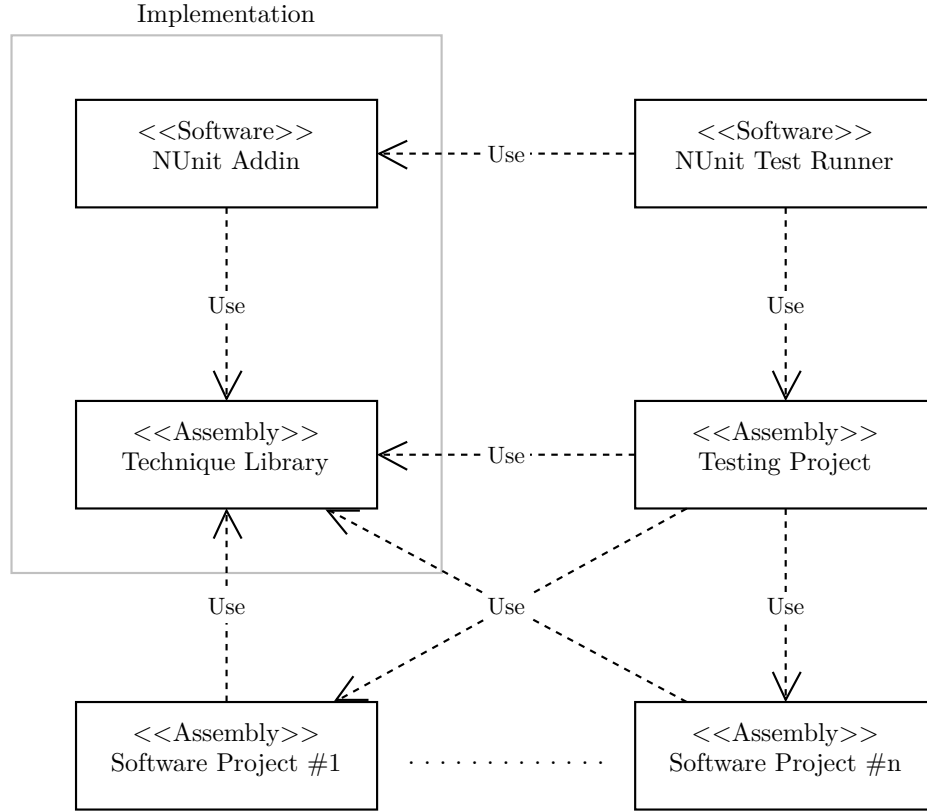 Implementation
<<Software>>
NUnit Addin
<<Software>>
NUnit Test Runner
Use
Use
Use
<<Assembly>>
Technique Library
<<Assembly>>
Testing Project
Use
Use
Use
Use
<<Assembly>>
Software Project #1
. . . . . . . . . . . . .
<<Assembly>>
Software Project #n